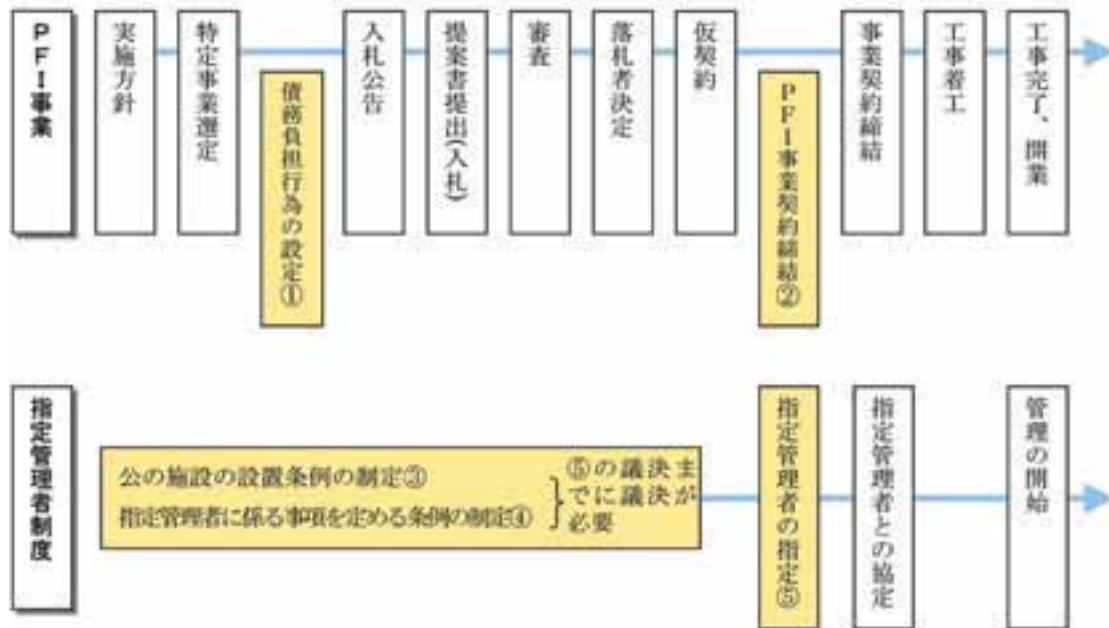 PFI事業
実施方針
特定事業選定
債務負担行為の設定①
入札公告
提案書提出(入札)
審査
落札者決定
仮契約
PFI事業契約締結②
事業契約締結
工事着工
工事完了、開業
指定管理者制度
公の施設の設置条例の制定③
指定管理者に係る事項を定める条例の制定④
⑤の議決主
でに議決が
必要
指定管理者の指定⑤
指定管理者との協定
管理の開始